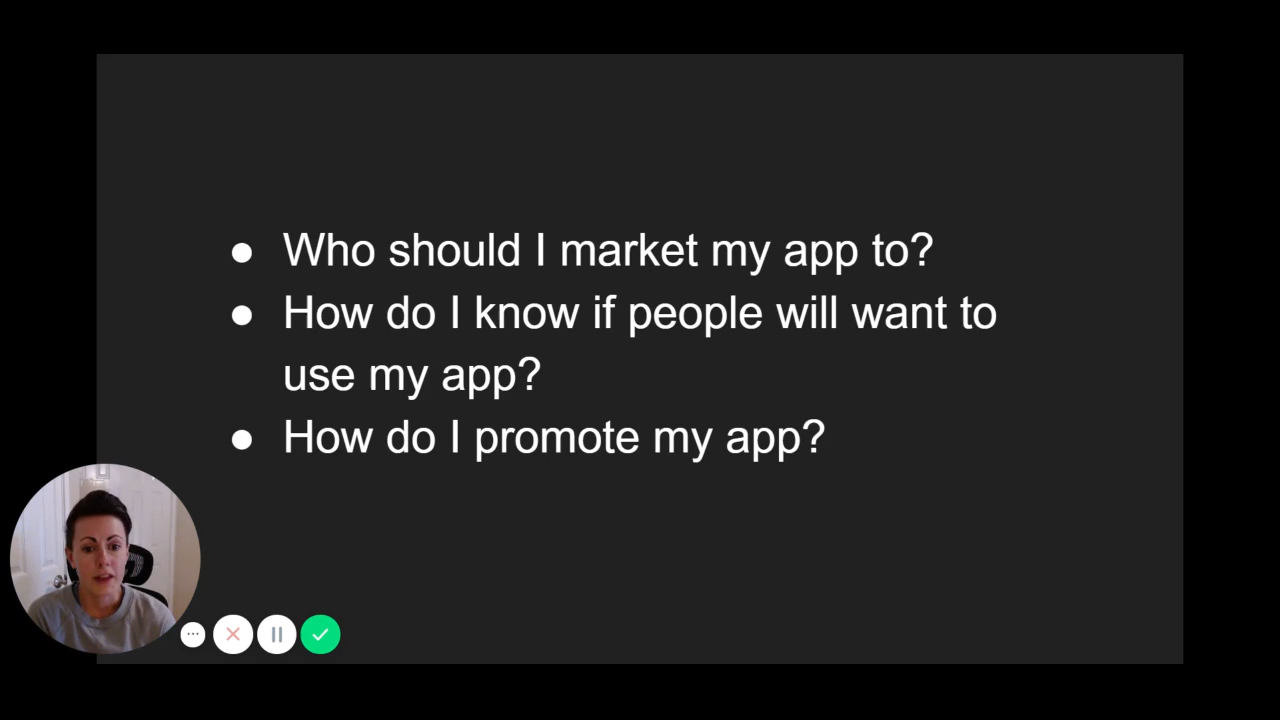 ● Who should I market my app to?
● How do I know if people will want to
use my app?
● How do I promote my app?